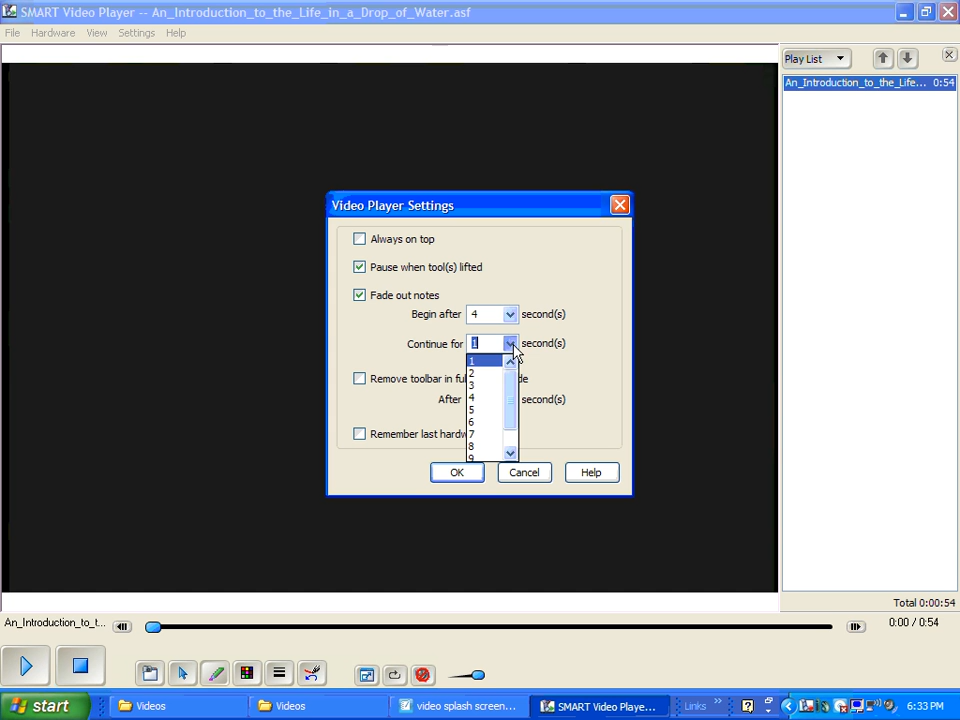 SMART Video Player -- An_Introduction_to_the_Life_in_a_Drop_of_Water.asf
File Hardware View Settings Help
Play List
An_Introduction_to_the_Life... 0:54
Video Player Settings
Always on top
Pause when tool(s) lifted
Fade out notes
Begin after 4 second(s)
Continue for 1 second(s)
1
2
3
4
5
6
7
8
9
Remove toolbar in ful de
After second(s)
Remember last hardw
OK Cancel Help
Total 0:00:54
An_Introduction_to_t... 0:00 / 0:54
start Videos Videos video splash screen... SMART Video Playe... Links 6:33 PM